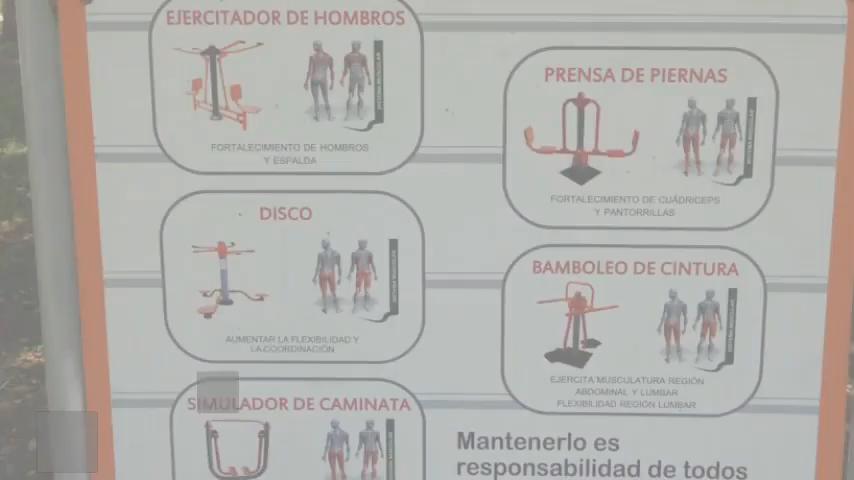 EJERCITADOR DE HOMBROS
FORTALECIMIENTO DE HOMBROS
Y ESPALDA
PRENSA DE PIERNAS
FORTALECIMIENTO DE CUÁDRICEPS
Y PANTORRILLAS
DISCO
AUMENTAR LA FLEXIBILIDAD Y
LA COORDINACIÓN
BAMBOLEO DE CINTURA
EJERCITA MUSCULATURA REGIÓN
ABDOMINAL Y LUMBAR
FLEXIBILIDAD REGIÓN LUMBAR
SIMULADOR DE CAMINATA
Mantenerlo es
responsabilidad de todos